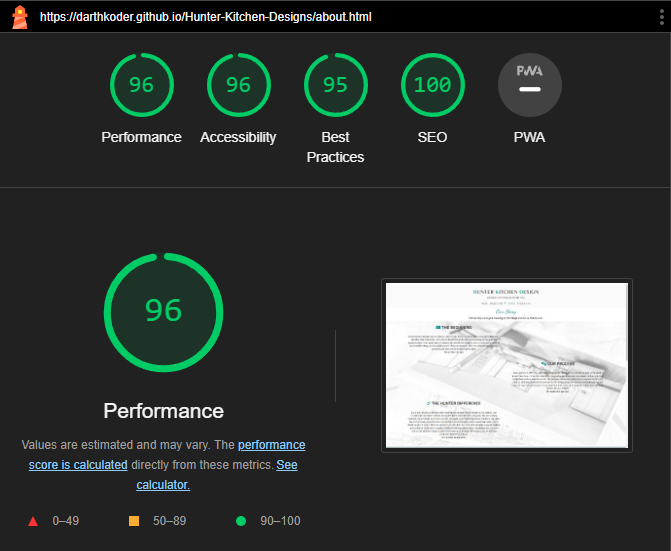 https://darthkoder.github.io/Hunter-Kitchen-Designs/about.html
96
96
95
100
PWA
Performance
Accessibility
Best
Practices
SEO
PWA
96
Performance
Values are estimated and may vary. The performance
score is calculated directly from these metrics. See
calculator.
0–49
50–89
90–100
HUNTER KITCHEN DESIGN
Our Story
THE BEGINNING
OUR PROCESS
THE HUNTER DIFFERENCE